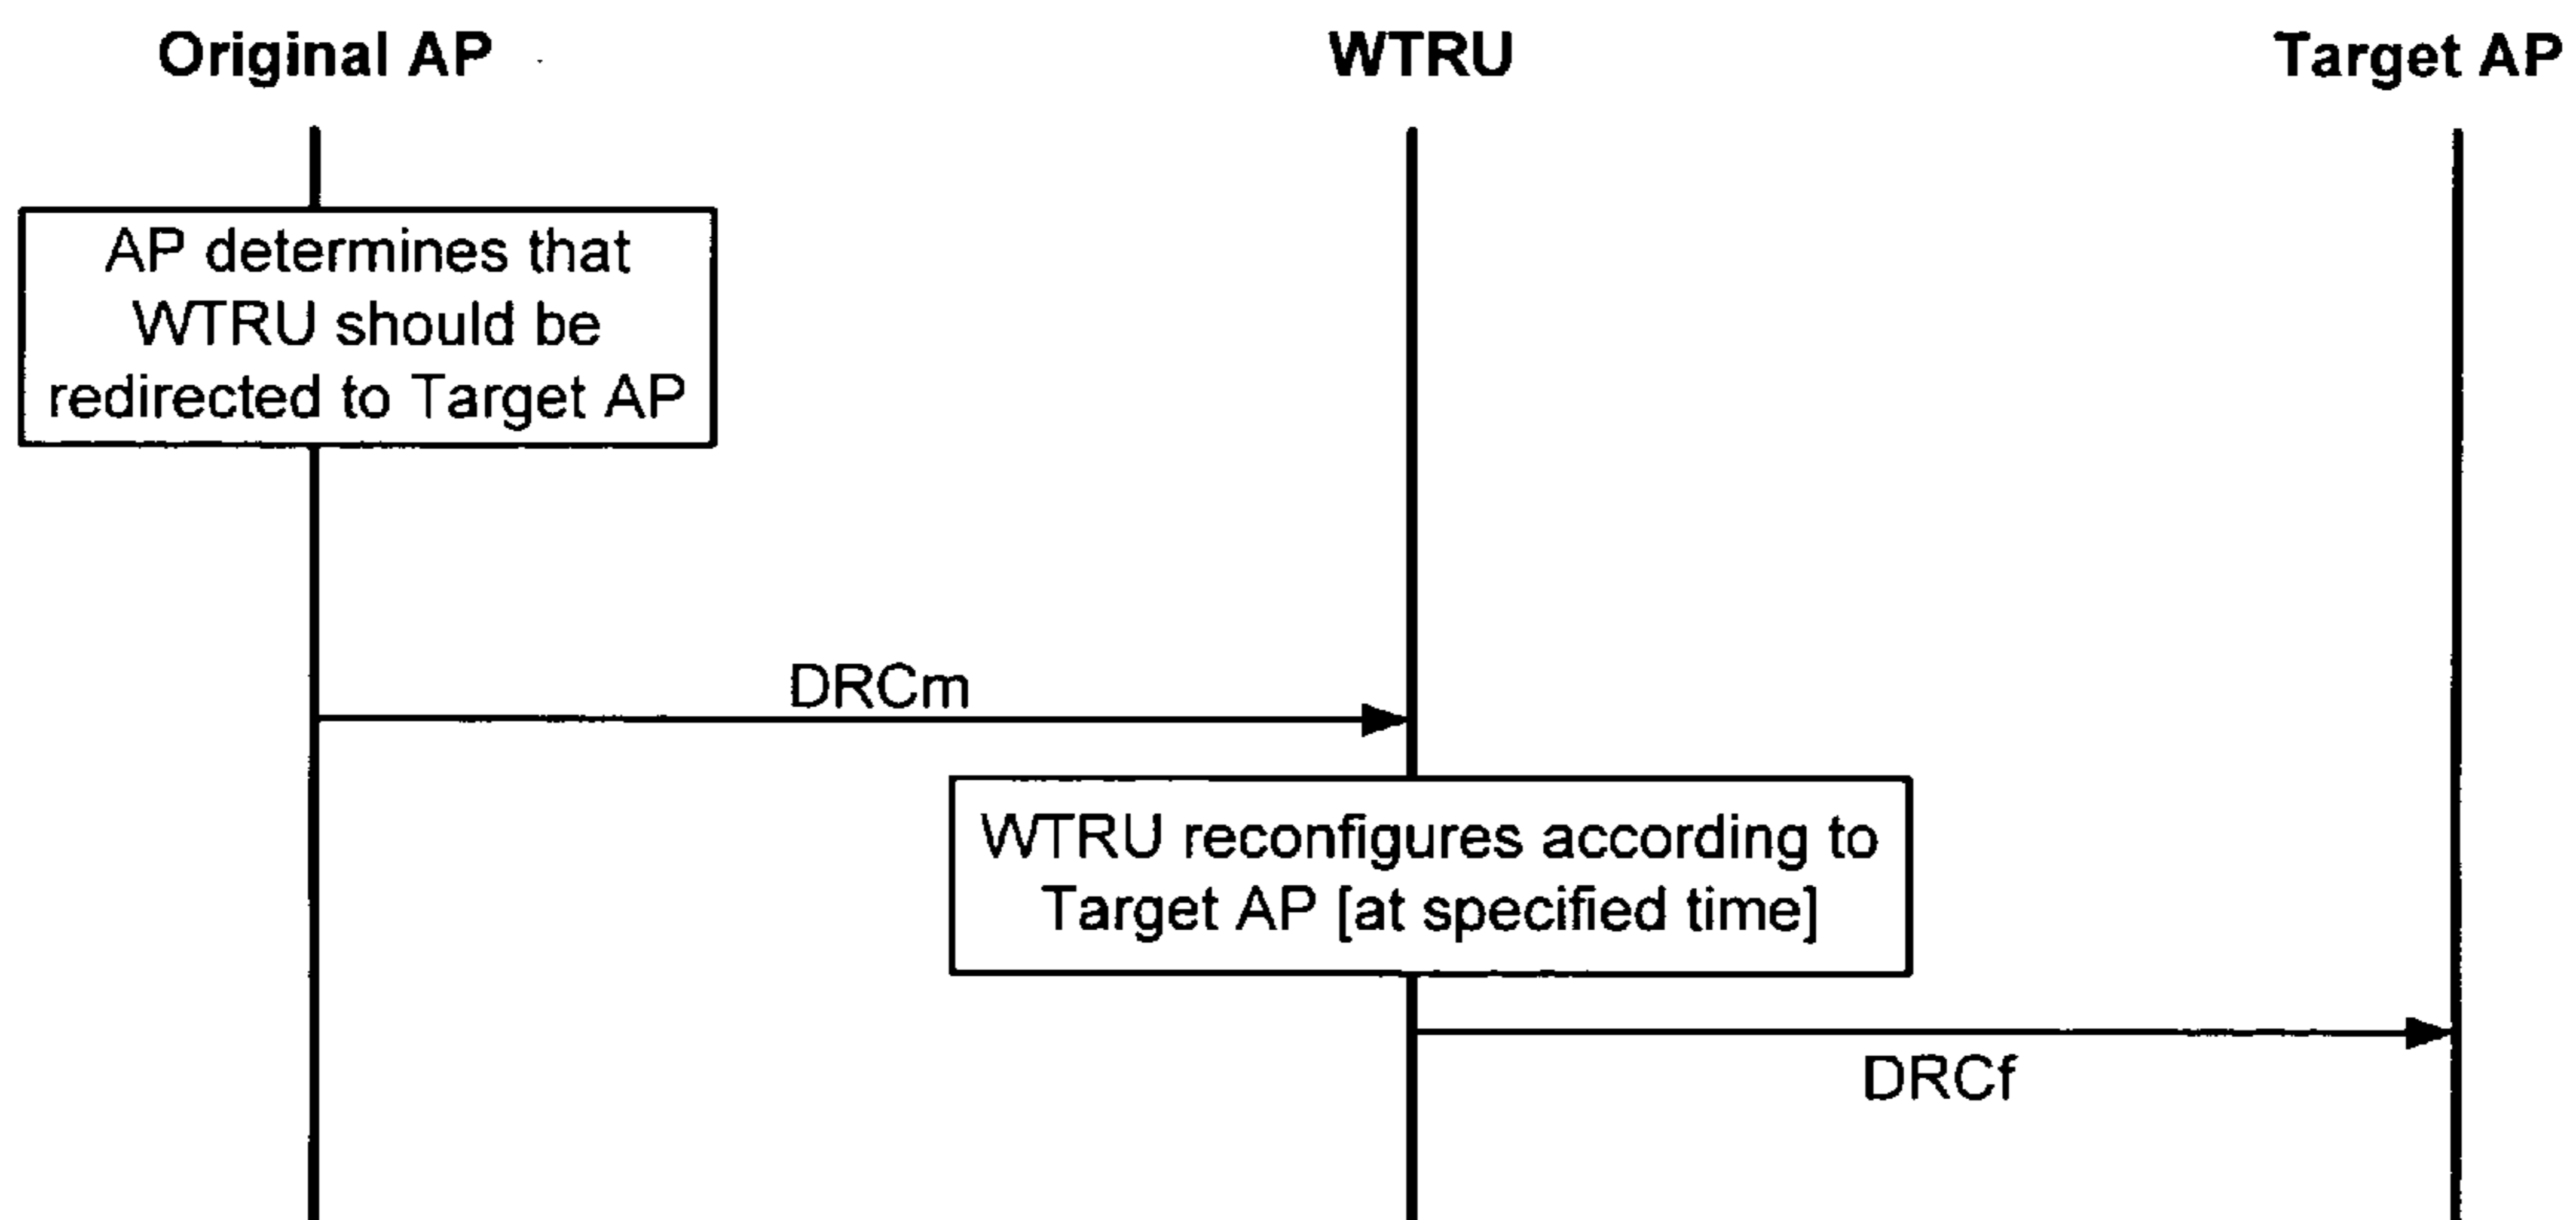 Original AP
WTRU
Target AP
AP determines that
WTRU should be
redirected to Target AP
DRCm
WTRU reconfigures according to
Target AP [at specified time]
DRCf